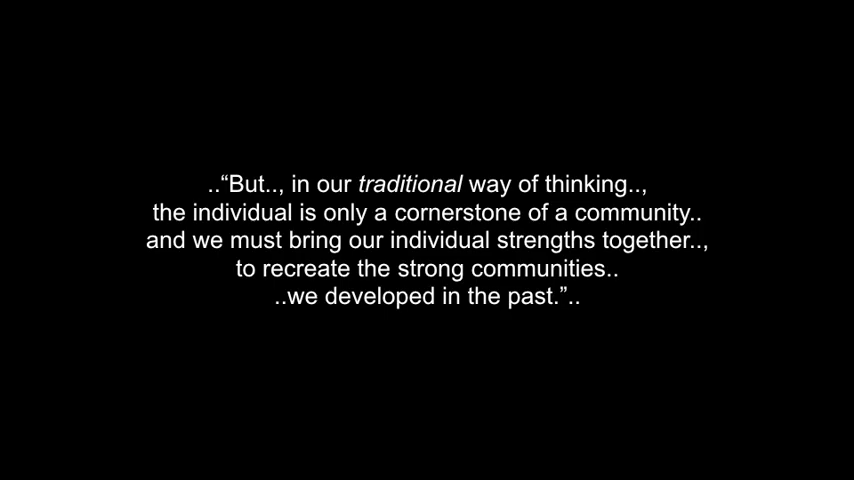 ..“But.., in our traditional way of thinking..,
the individual is only a cornerstone of a community..
and we must bring our individual strengths together..,
to recreate the strong communities..
..we developed in the past.”..